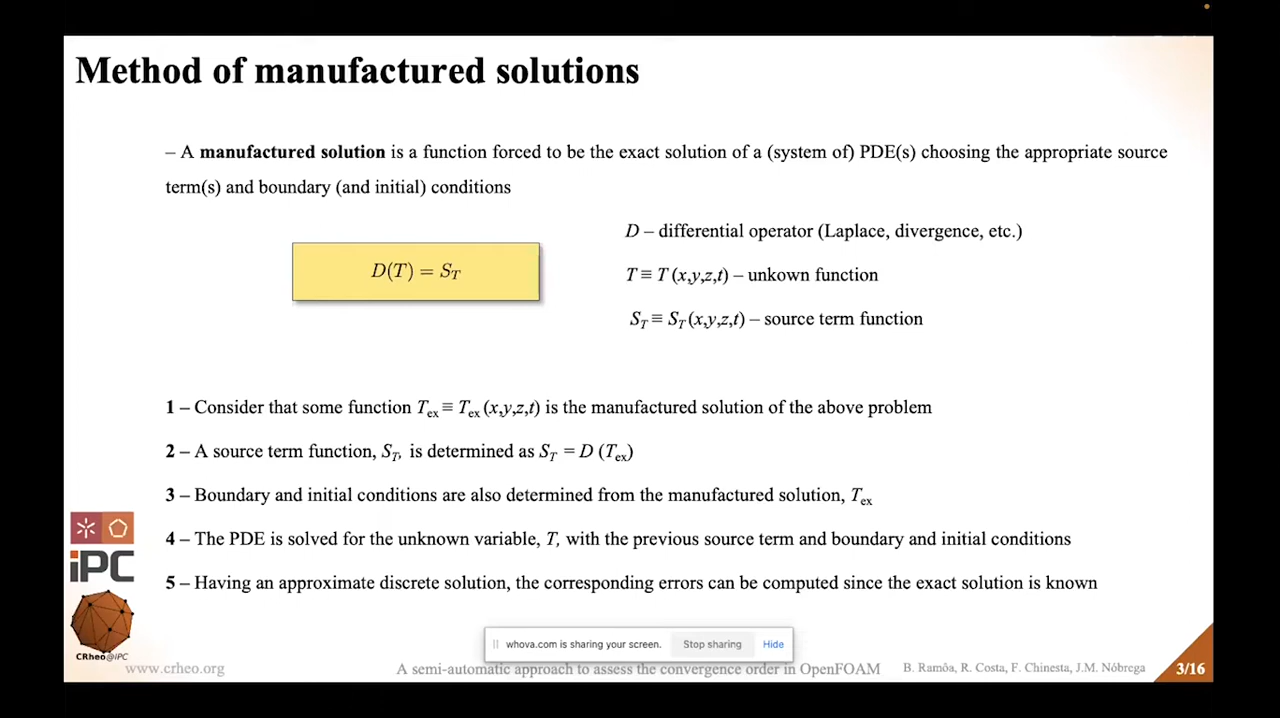 Method of manufactured solutions
– A manufactured solution is a function forced to be the exact solution of a (system of) PDE(s) choosing the appropriate source
term(s) and boundary (and initial) conditions
D(T) = S_T
D – differential operator (Laplace, divergence, etc.)
T ≡ T (x,y,z,t) – unkown function
S_T ≡ S_T (x,y,z,t) – source term function
1 – Consider that some function T_ex ≡ T_ex (x,y,z,t) is the manufactured solution of the above problem
2 – A source term function, S_T, is determined as S_T = D (T_ex)
3 – Boundary and initial conditions are also determined from the manufactured solution, T_ex
4 – The PDE is solved for the unknown variable, T, with the previous source term and boundary and initial conditions
5 – Having an approximate discrete solution, the corresponding errors can be computed since the exact solution is known
iPC
CRheo@iPC
whova.com is sharing your screen.
Stop sharing
Hide
www.crheo.org
A semi-automatic approach to assess the convergence order in OpenFOAM
B. Ramôa, R. Costa, F. Chinesta, J.M. Nóbrega
3/16